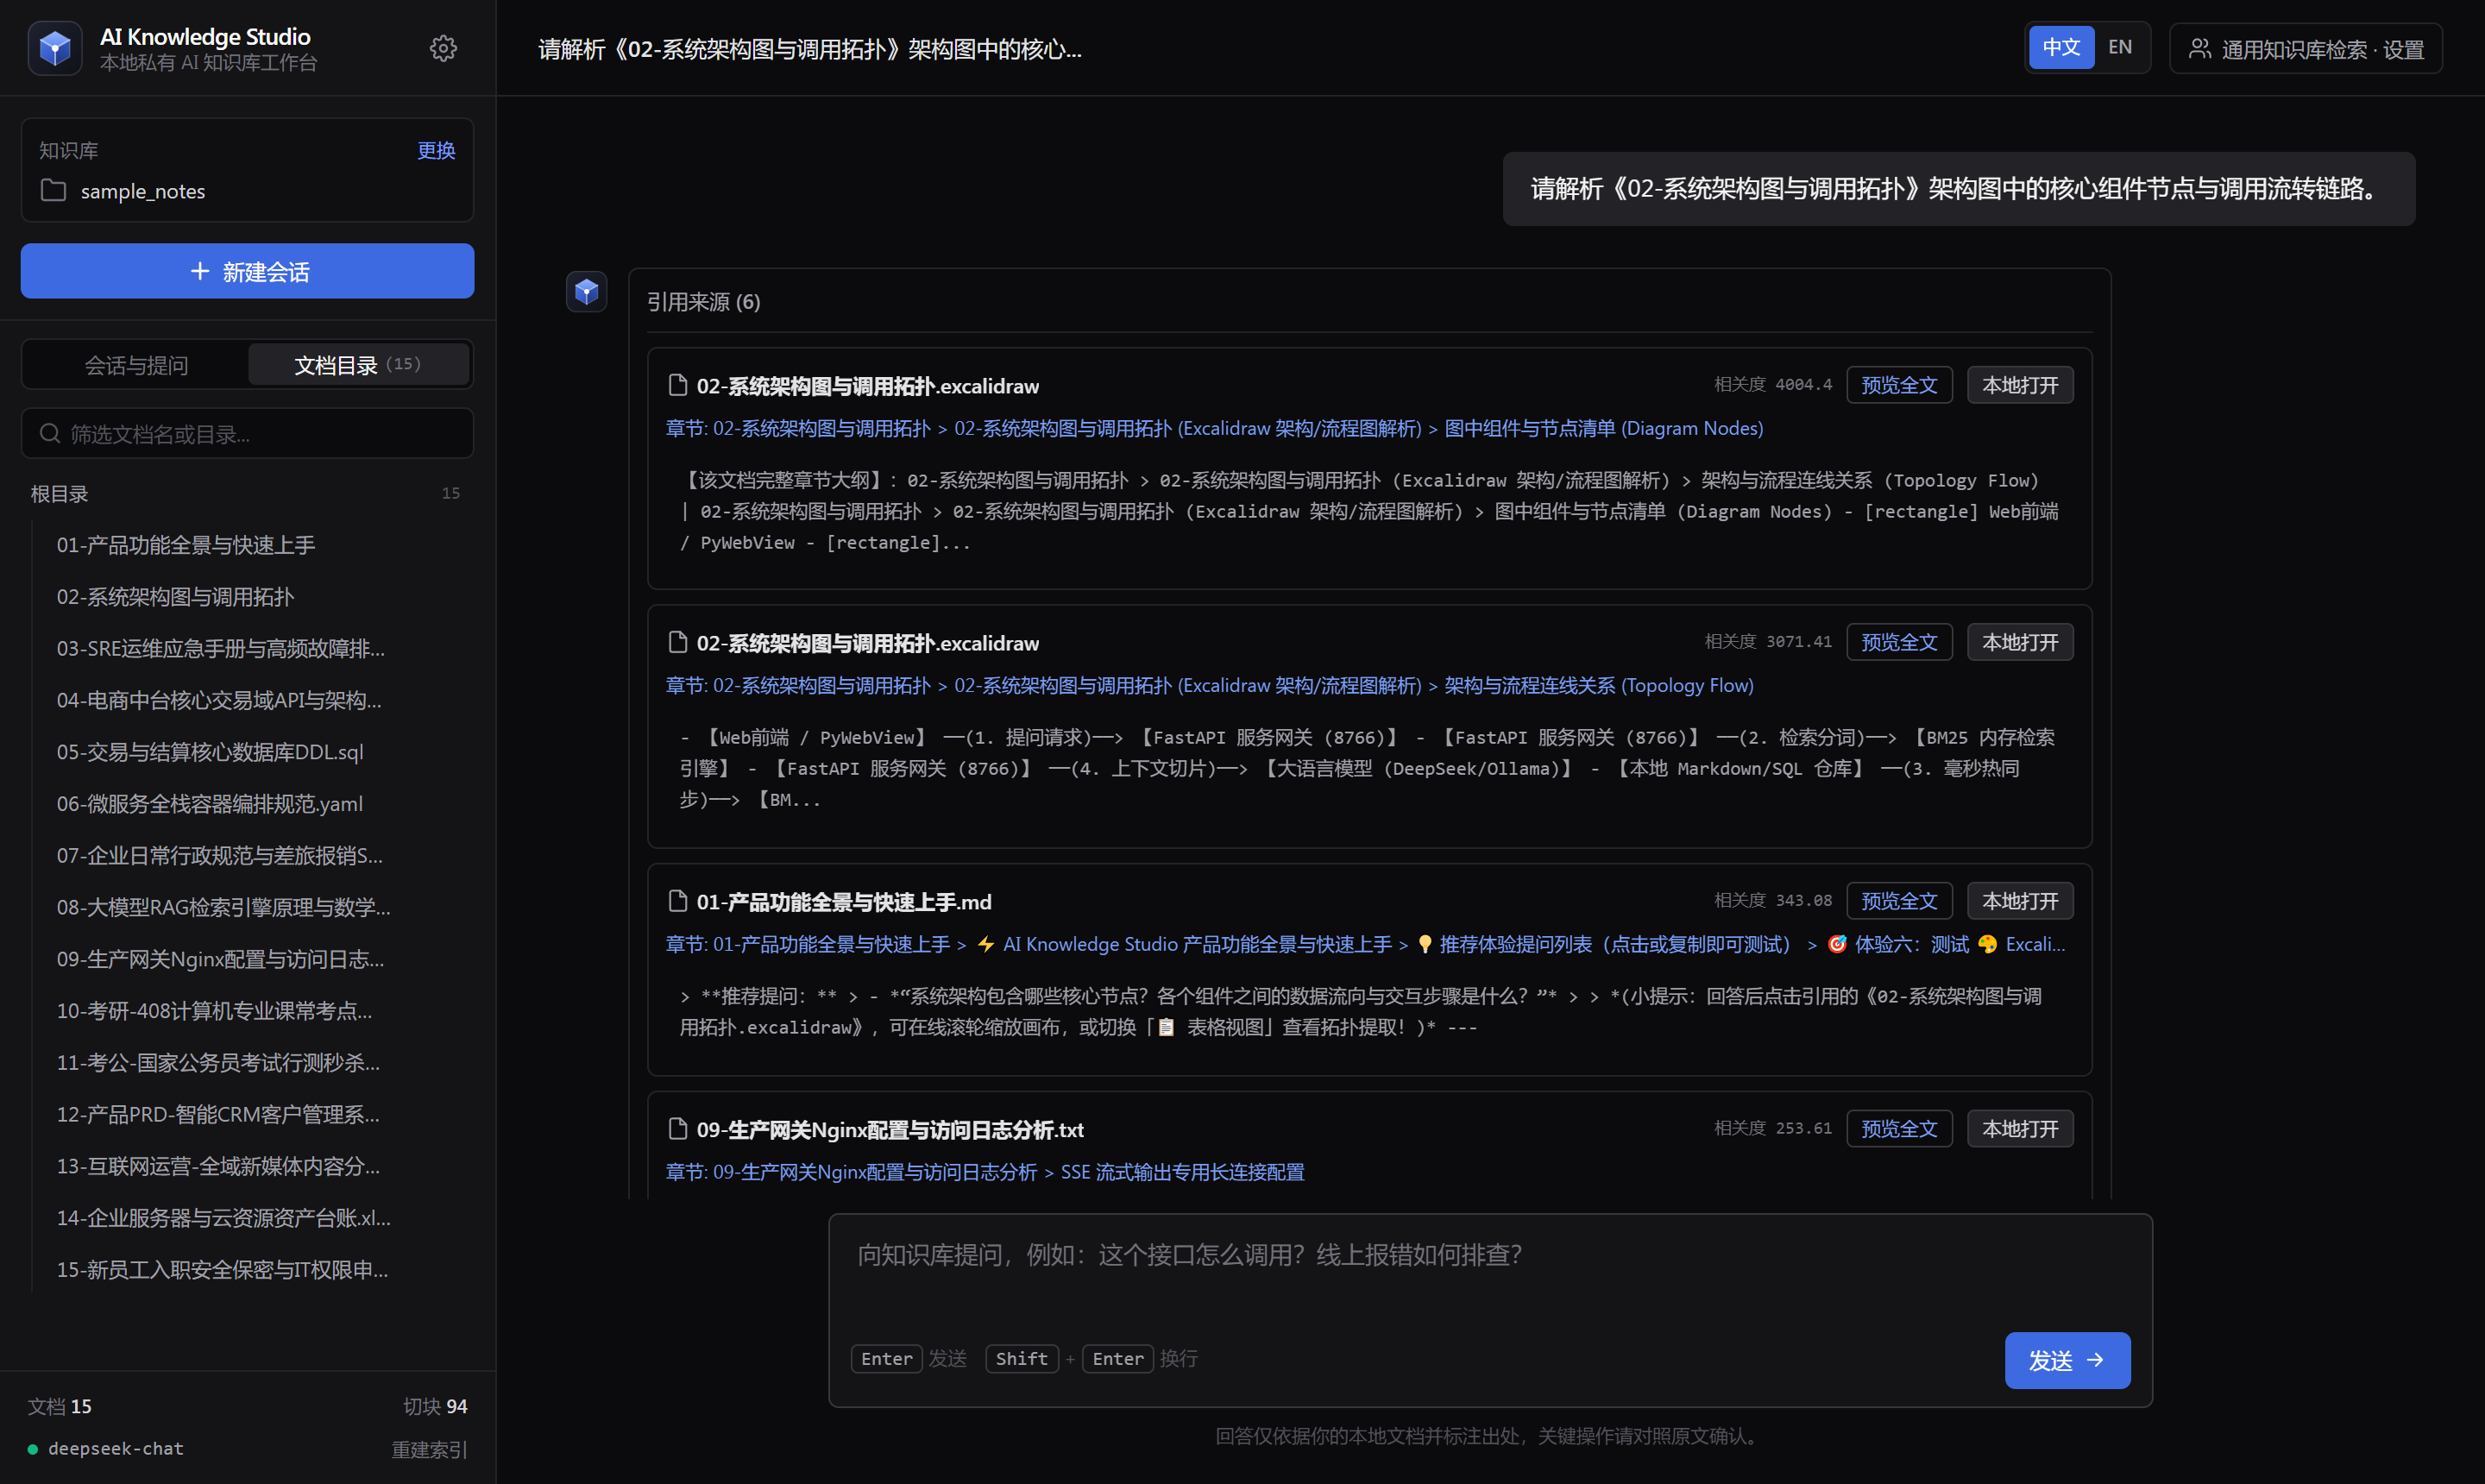 AI Knowledge Studio
本地私有 AI 知识库工作台
知识库
更换
sample_notes
新建会话
会话与提问
文档目录 (15)
筛选文档名或目录...
根目录
15
01-产品功能全景与快速上手
02-系统架构图与调用拓扑
03-SRE运维应急手册与高频故障排...
04-电商中台核心交易域API与架构...
05-交易与结算核心数据库DDL.sql
06-微服务全栈容器编排规范.yaml
07-企业日常行政规范与差旅报销S...
08-大模型RAG检索引擎原理与数学...
09-生产网关Nginx配置与访问日志...
10-考研-408计算机专业课常考点...
11-考公-国家公务员考试行测秒杀...
12-产品PRD-智能CRM客户管理系...
13-互联网运营-全域新媒体内容分...
14-企业服务器与云资源资产台账.xl...
15-新员工入职安全保密与IT权限申...
文档 15
切块 94
deepseek-chat
重建索引
请解析《02-系统架构图与调用拓扑》架构图中的核心...
中文
EN
通用知识库检索 · 设置
请解析《02-系统架构图与调用拓扑》架构图中的核心组件节点与调用流转链路。
引用来源 (6)
02-系统架构图与调用拓扑.excalidraw
相关度 4004.4
预览全文
本地打开
章节: 02-系统架构图与调用拓扑 > 02-系统架构图与调用拓扑 (Excalidraw 架构/流程图解析) > 图中组件与节点清单 (Diagram Nodes)
【该文档完整章节大纲】: 02-系统架构图与调用拓扑 > 02-系统架构图与调用拓扑 (Excalidraw 架构/流程图解析) > 架构与流程连线关系 (Topology Flow)
| 02-系统架构图与调用拓扑 > 02-系统架构图与调用拓扑 (Excalidraw 架构/流程图解析) > 图中组件与节点清单 (Diagram Nodes) - [rectangle] Web前端
/ PyWebView - [rectangle]...
02-系统架构图与调用拓扑.excalidraw
相关度 3071.41
预览全文
本地打开
章节: 02-系统架构图与调用拓扑 > 02-系统架构图与调用拓扑 (Excalidraw 架构/流程图解析) > 架构与流程连线关系 (Topology Flow)
- 【Web前端 / PyWebView】 ──(1. 提问请求)──> 【FastAPI 服务网关 (8766)】 - 【FastAPI 服务网关 (8766)】 ──(2. 检索分词)──> 【BM25 内存检索
引擎】 - 【FastAPI 服务网关 (8766)】 ──(4. 上下文切片)──> 【大语言模型 (DeepSeek/Ollama)】 - 【本地 Markdown/SQL 仓库】 ──(3. 毫秒热同
步)──> 【BM...
01-产品功能全景与快速上手.md
相关度 343.08
预览全文
本地打开
章节: 01-产品功能全景与快速上手 > ⚡ AI Knowledge Studio 产品功能全景与快速上手 > 💡 推荐体验提问列表（点击或复制即可测试） > 🎯 体验六：测试 🎨 Excali...
> **推荐提问：** > - *“系统架构包含哪些核心节点？各个组件之间的数据流向与交互步骤是什么？”* > > *(小提示：回答后点击引用的《02-系统架构图与调
用拓扑.excalidraw》，可在线滚轮缩放画布，或切换「📋 表格视图」查看拓扑提取！)* ---
09-生产网关Nginx配置与访问日志分析.txt
相关度 253.61
预览全文
本地打开
章节: 09-生产网关Nginx配置与访问日志分析 > SSE 流式输出专用长连接配置
向知识库提问，例如：这个接口怎么调用？线上报错如何排查？
Enter 发送 Shift + Enter 换行
发送 →
回答仅依据你的本地文档并标注出处，关键操作请对照原文确认。